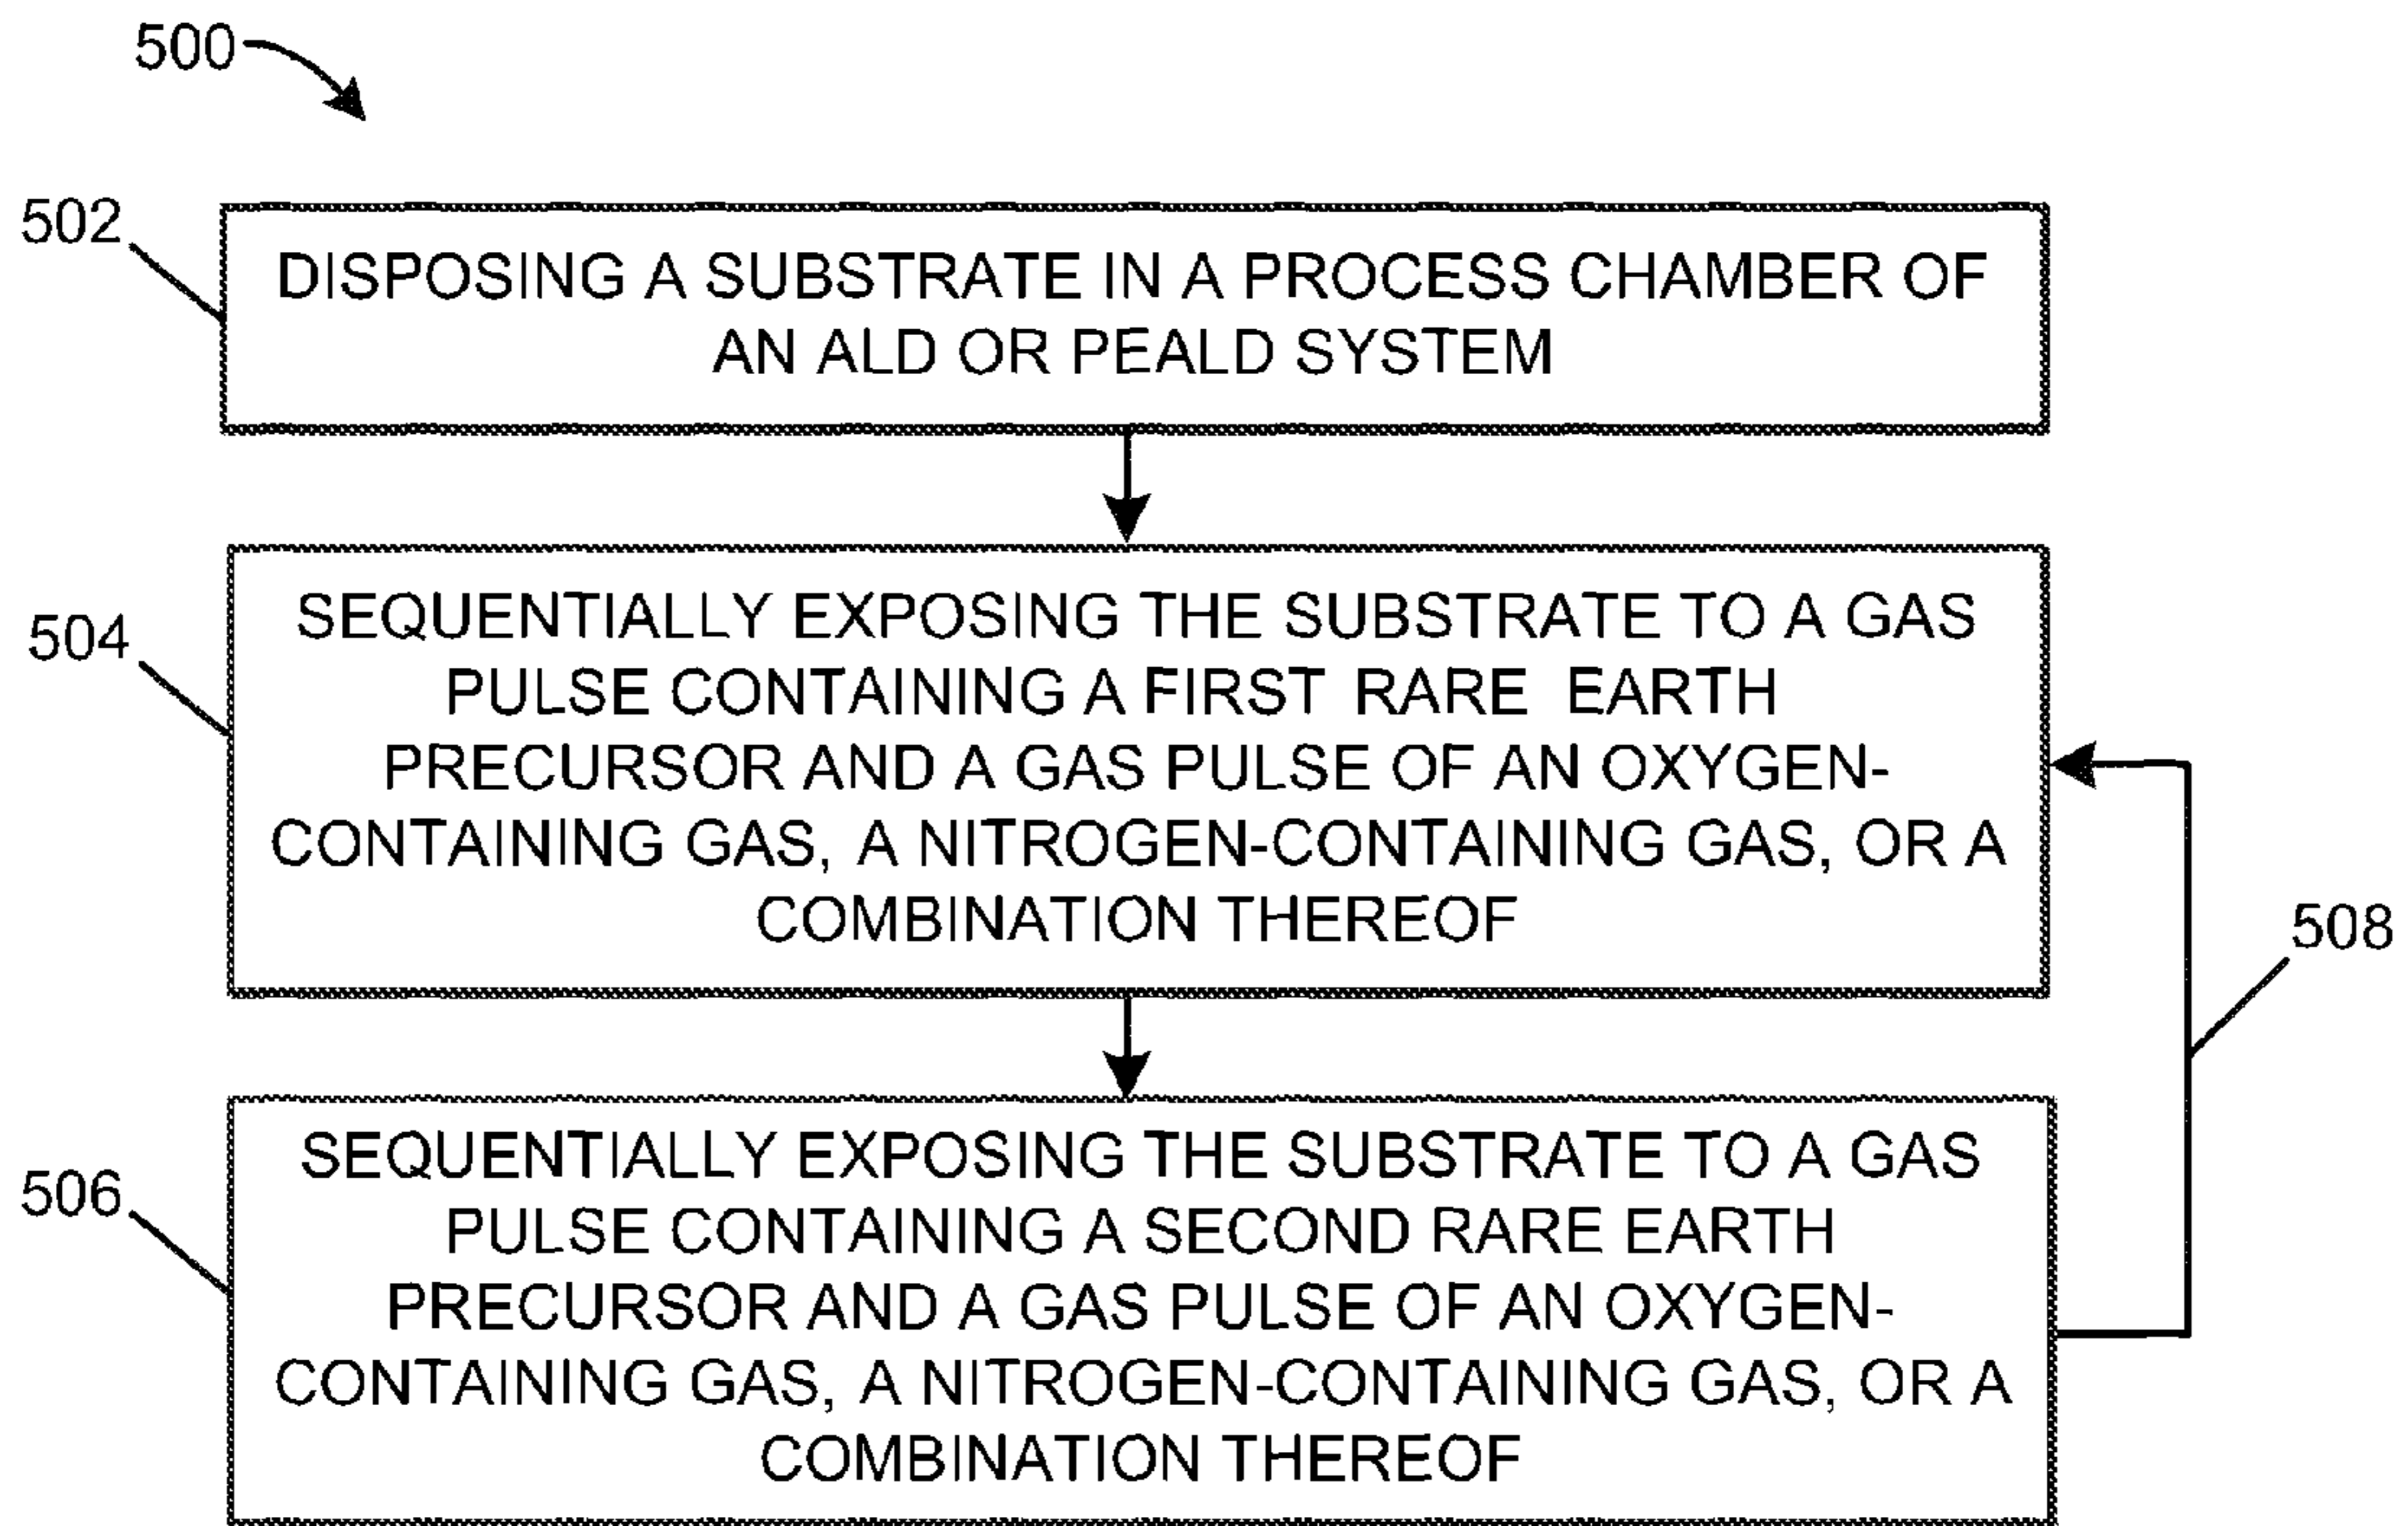 500
502
DISPOSING A SUBSTRATE IN A PROCESS CHAMBER OF
AN ALD OR PEALD SYSTEM
504
SEQUENTIALLY EXPOSING THE SUBSTRATE TO A GAS
PULSE CONTAINING A FIRST RARE EARTH
PRECURSOR AND A GAS PULSE OF AN OXYGEN-
CONTAINING GAS, A NITROGEN-CONTAINING GAS, OR A
COMBINATION THEREOF
508
506
SEQUENTIALLY EXPOSING THE SUBSTRATE TO A GAS
PULSE CONTAINING A SECOND RARE EARTH
PRECURSOR AND A GAS PULSE OF AN OXYGEN-
CONTAINING GAS, A NITROGEN-CONTAINING GAS, OR A
COMBINATION THEREOF